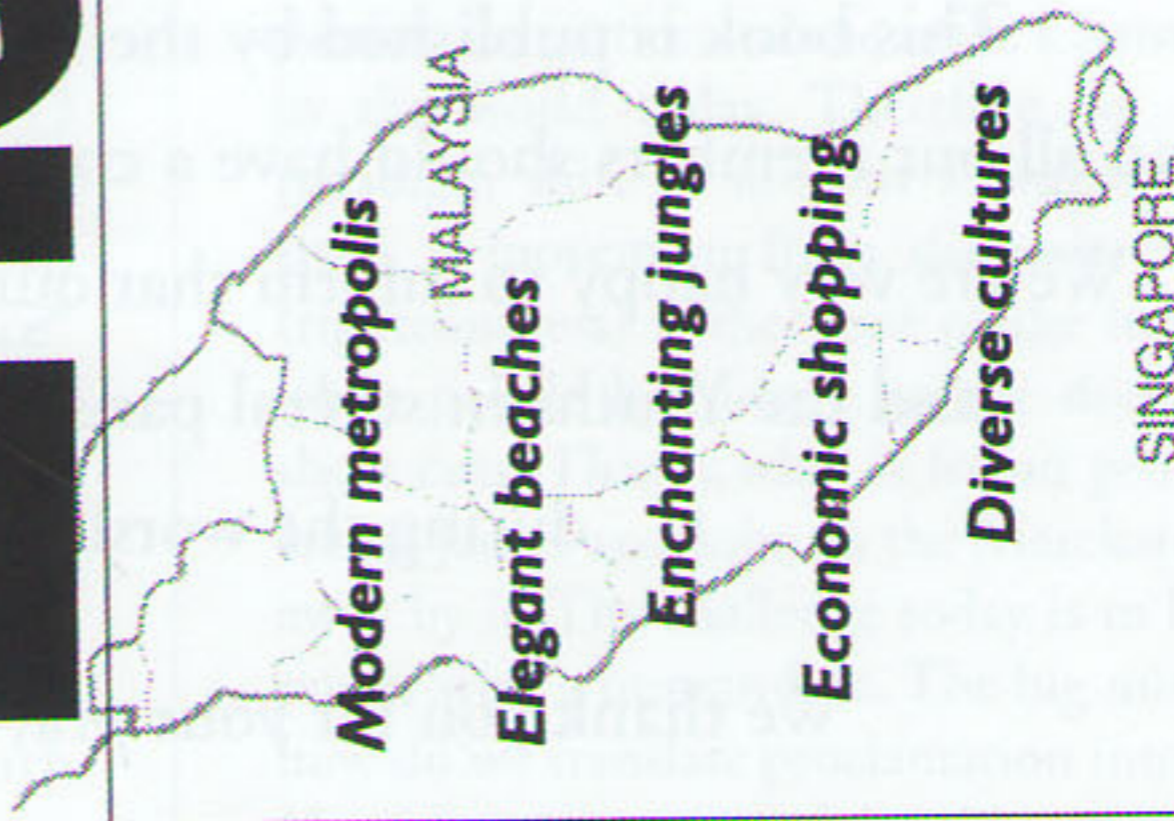 Modern metropolis
MALAYSIA
Elegant beaches
Enchanting jungles
Economic shopping
Diverse cultures
SINGAPORE